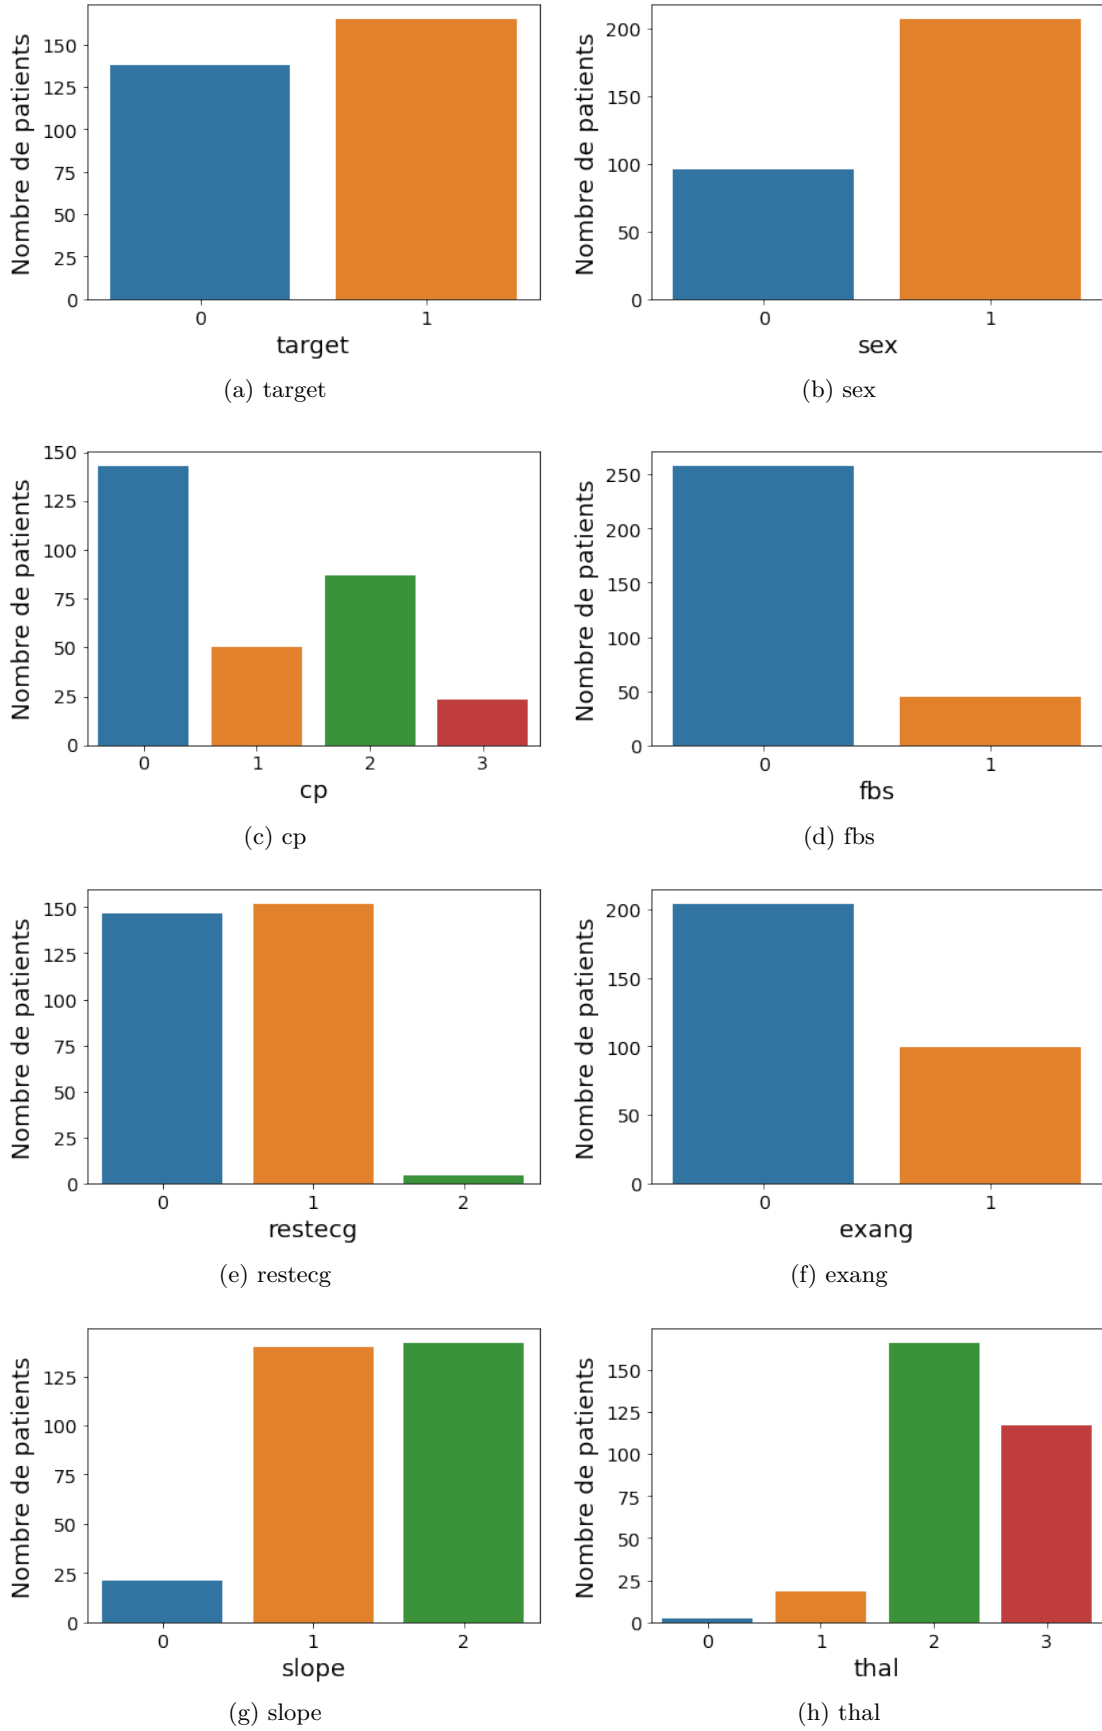 Nombre de patients
150
125
100
75
50
25
0
0 1
target
(a) target
Nombre de patients
200
150
100
50
0
0 1
sex
(b) sex
Nombre de patients
150
125
100
75
50
25
0
0 1 2 3
cp
(c) cp
Nombre de patients
250
200
150
100
50
0
0 1
fbs
(d) fbs
Nombre de patients
150
125
100
75
50
25
0
0 1 2
restecg
(e) restecg
Nombre de patients
200
150
100
50
0
0 1
exang
(f) exang
Nombre de patients
125
100
75
50
25
0
0 1 2
slope
(g) slope
Nombre de patients
150
125
100
75
50
25
0
0 1 2 3
thal
(h) thal